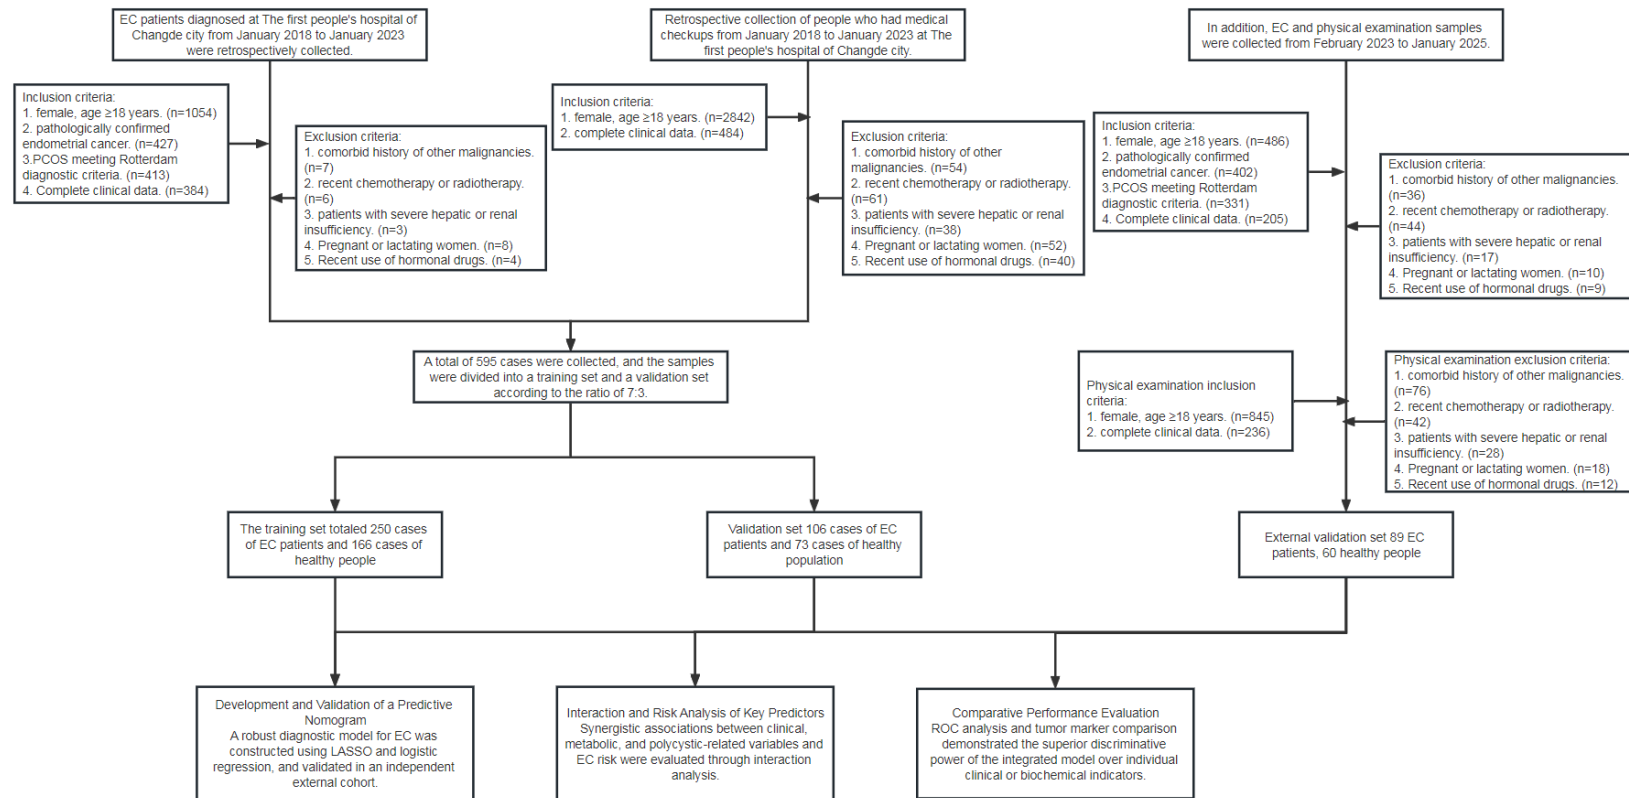 EC patients diagnosed at The first people's hospital of
Changde city from January 2018 to January 2023
were retrospectively collected.
Retrospective collection of people who had medical
checkups from January 2018 to January 2023 at The
first people's hospital of Changde city.
In addition, EC and physical examination samples
were collected from February 2023 to January 2025.
Inclusion criteria:
1. female, age ≥18 years. (n=1054)
2. pathologically confirmed
endometrial cancer. (n=427)
3.PCOS meeting Rotterdam
diagnostic criteria. (n=413)
4. Complete clinical data. (n=384)
Exclusion criteria:
1. comorbid history of other malignancies.
(n=7)
2. recent chemotherapy or radiotherapy.
(n=6)
3. patients with severe hepatic or renal
insufficiency. (n=3)
4. Pregnant or lactating women. (n=8)
5. Recent use of hormonal drugs. (n=4)
Inclusion criteria:
1. female, age ≥18 years. (n=2842)
2. complete clinical data. (n=484)
Exclusion criteria:
1. comorbid history of other
malignancies. (n=54)
2. recent chemotherapy or radiotherapy.
(n=61)
3. patients with severe hepatic or renal
insufficiency. (n=38)
4. Pregnant or lactating women. (n=52)
5. Recent use of hormonal drugs. (n=40)
Inclusion criteria:
1. female, age ≥18 years. (n=486)
2. pathologically confirmed
endometrial cancer. (n=402)
3.PCOS meeting Rotterdam
diagnostic criteria. (n=331)
4. Complete clinical data. (n=205)
Exclusion criteria:
1. comorbid history of other malignancies.
(n=36)
2. recent chemotherapy or radiotherapy.
(n=44)
3. patients with severe hepatic or renal
insufficiency. (n=17)
4. Pregnant or lactating women. (n=10)
5. Recent use of hormonal drugs. (n=9)
A total of 595 cases were collected, and the samples
were divided into a training set and a validation set
according to the ratio of 7:3.
Physical examination inclusion
criteria:
1. female, age ≥18 years. (n=845)
2. complete clinical data. (n=236)
Physical examination exclusion criteria:
1. comorbid history of other malignancies.
(n=76)
2. recent chemotherapy or radiotherapy.
(n=42)
3. patients with severe hepatic or renal
insufficiency. (n=28)
4. Pregnant or lactating women. (n=18)
5. Recent use of hormonal drugs. (n=12)
The training set totaled 250 cases
of EC patients and 166 cases of
healthy people
Validation set 106 cases of EC
patients and 73 cases of healthy
population
External validation set 89 EC
patients, 60 healthy people
Development and Validation of a Predictive
Nomogram
A robust diagnostic model for EC was
constructed using LASSO and logistic
regression, and validated in an independent
external cohort.
Interaction and Risk Analysis of Key Predictors
Synergistic associations between clinical,
metabolic, and polycystic-related variables and
EC risk were evaluated through interaction
analysis.
Comparative Performance Evaluation
ROC analysis and tumor marker comparison
demonstrated the superior discriminative
power of the integrated model over individual
clinical or biochemical indicators.